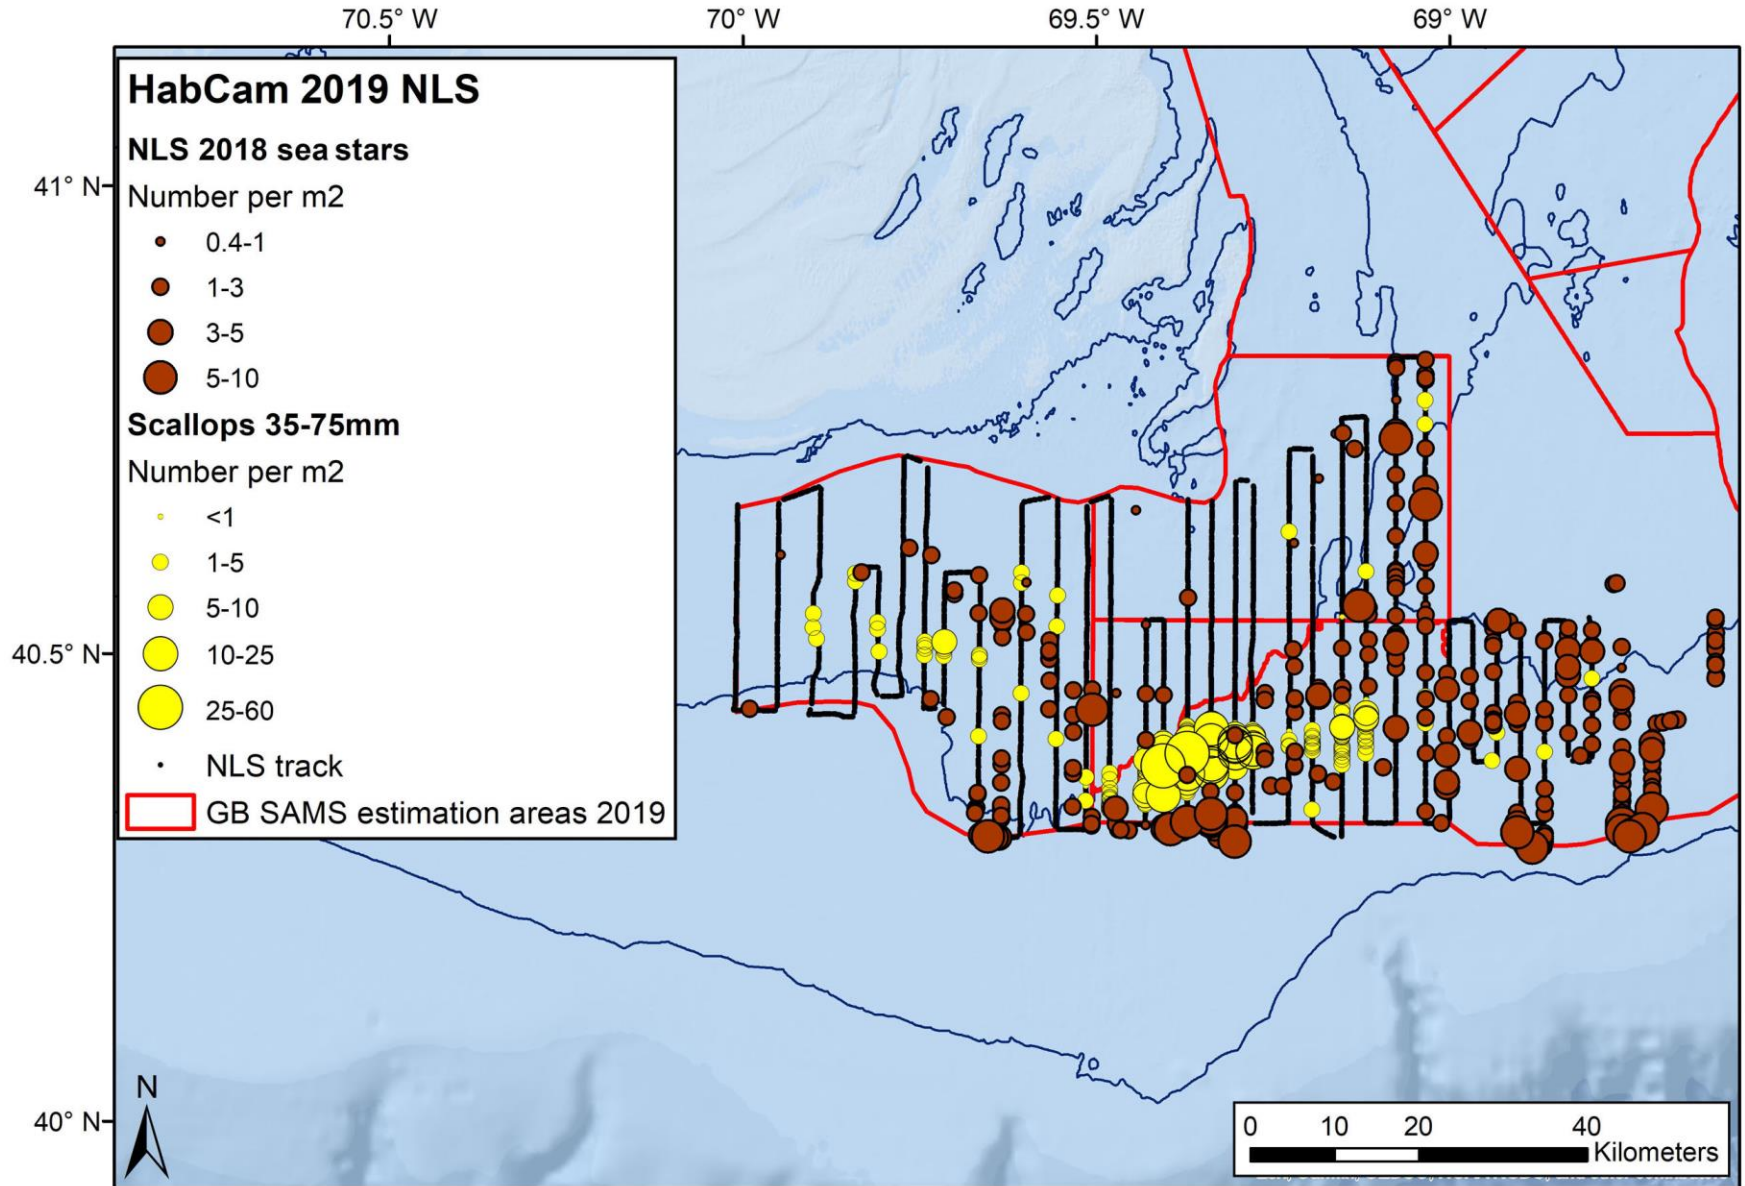 70.5° W 70° W 69.5° W 69° W
HabCam 2019 NLS
NLS 2018 sea stars
Number per m2
0.4-1
1-3
3-5
5-10
Scallops 35-75mm
Number per m2
<1
1-5
5-10
10-25
25-60
NLS track
GB SAMS estimation areas 2019
41° N
40.5° N
40° N
N
0 10 20 40
Kilometers